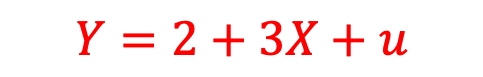 Y = 2 + 3X + u